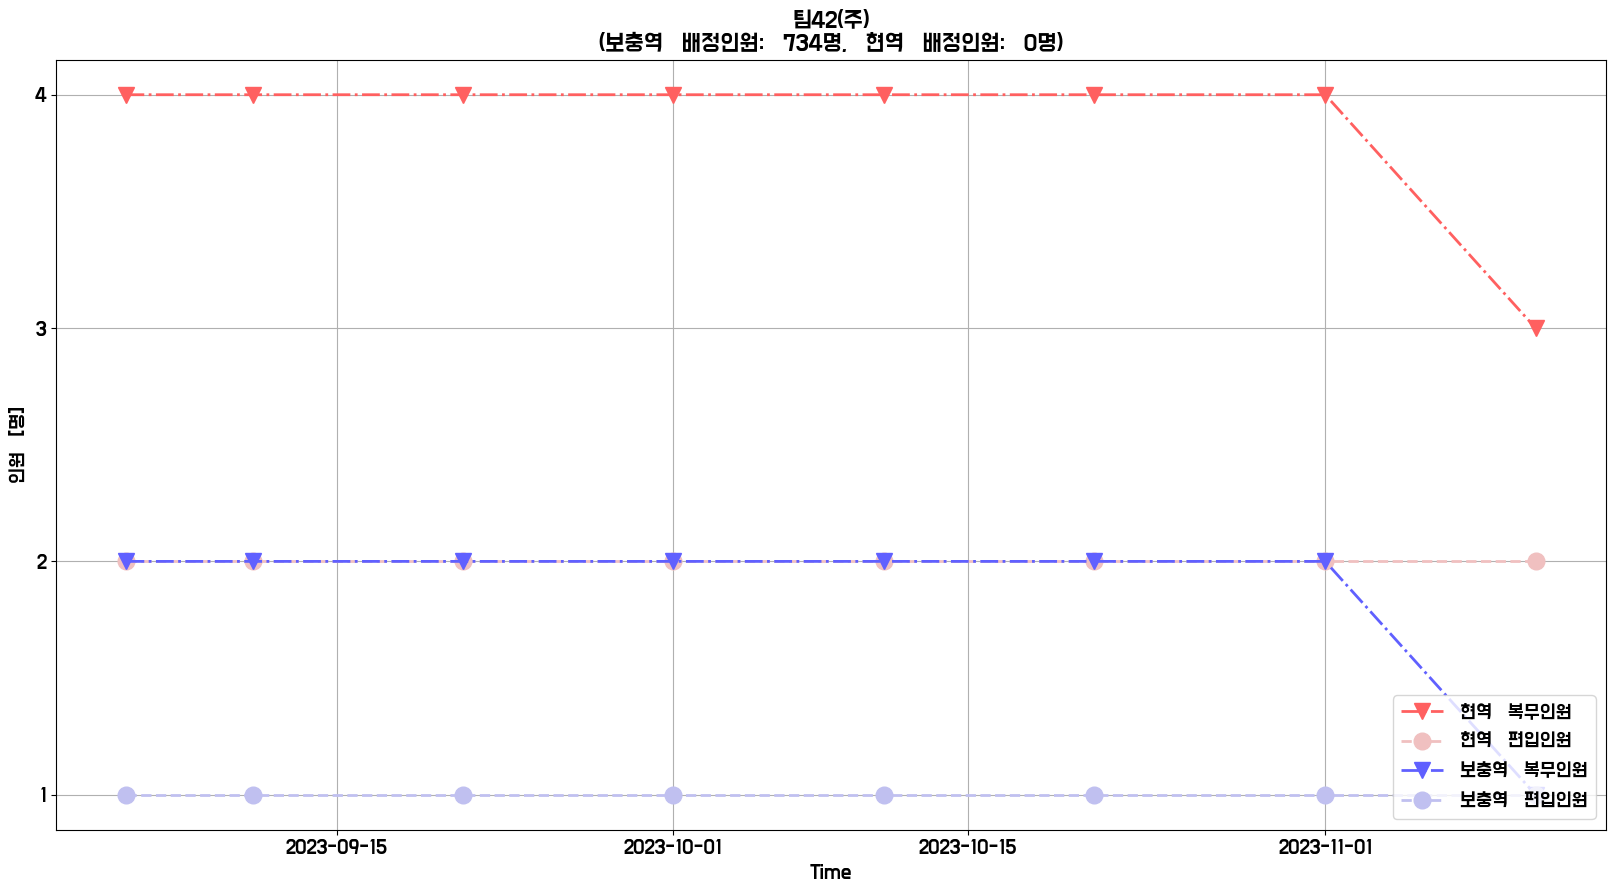 팀42(주)
(보충역 배정인원: 734명, 현역 배정인원: 0명)
4
3
2
1
인원 [명]
현역 복무인원
현역 편입인원
보충역 복무인원
보충역 편입인원
2023-09-15
2023-10-01
2023-10-15
2023-11-01
Time